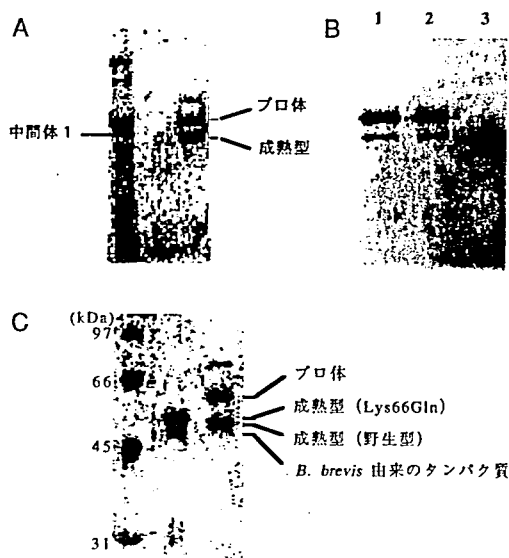 A
プロ体
中間体 1
成熟型
B
1 2 3
C
(kDa)
97
66
45
31
プロ体
成熟型 (Lys66Gln)
成熟型 (野生型)
B. brevis 由来のタンパク質